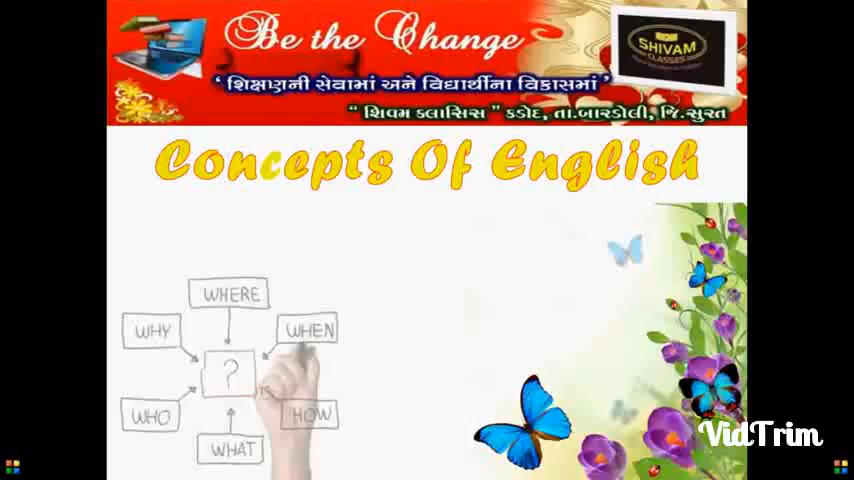 Be the Change
SHIVAM
CLASSES
‘ શિક્ષણની સેવામાં અને વિદ્યાર્થીના વિકાસમાં ’
“ શિવમ ક્લાસિસ ” કડોદ, તા.બારડોલી, જિ.સુરત
Concepts Of English
WHERE
WHY
WHEN
?
WHO
HOW
WHAT
VidTrim